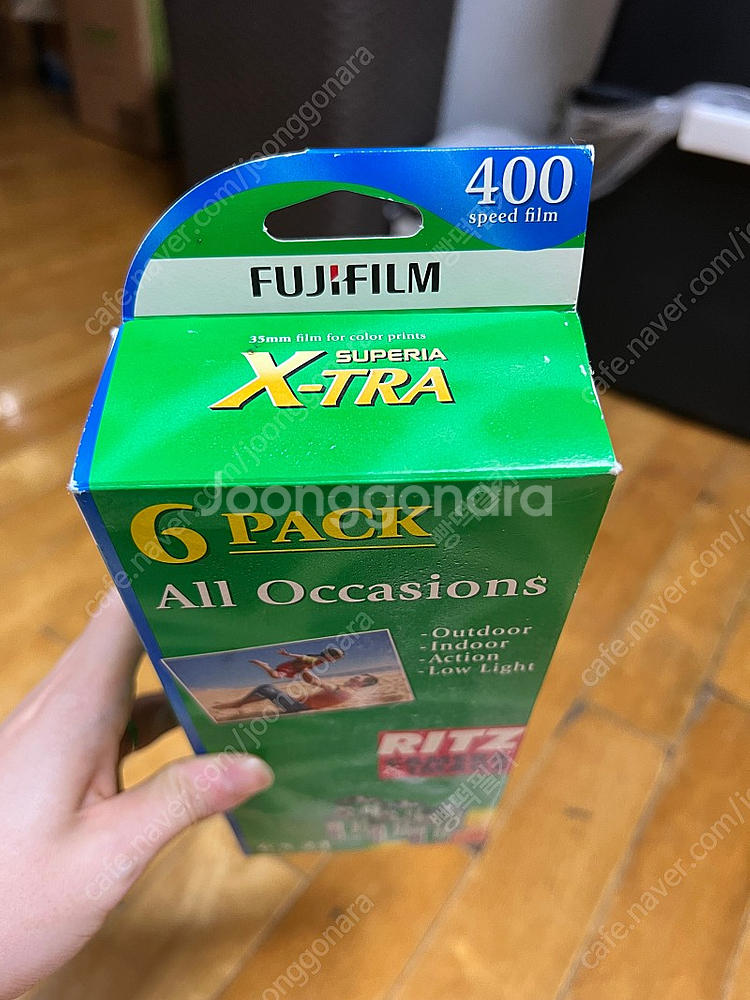 400
speed film
FUJIFILM
35mm film for color prints
SUPERIA
X-TRA
Joonggonara
6 PACK
All Occasions
-Outdoor
-Indoor
-Action
-Low Light
RITZ
cafe.naver.com/joonggonara